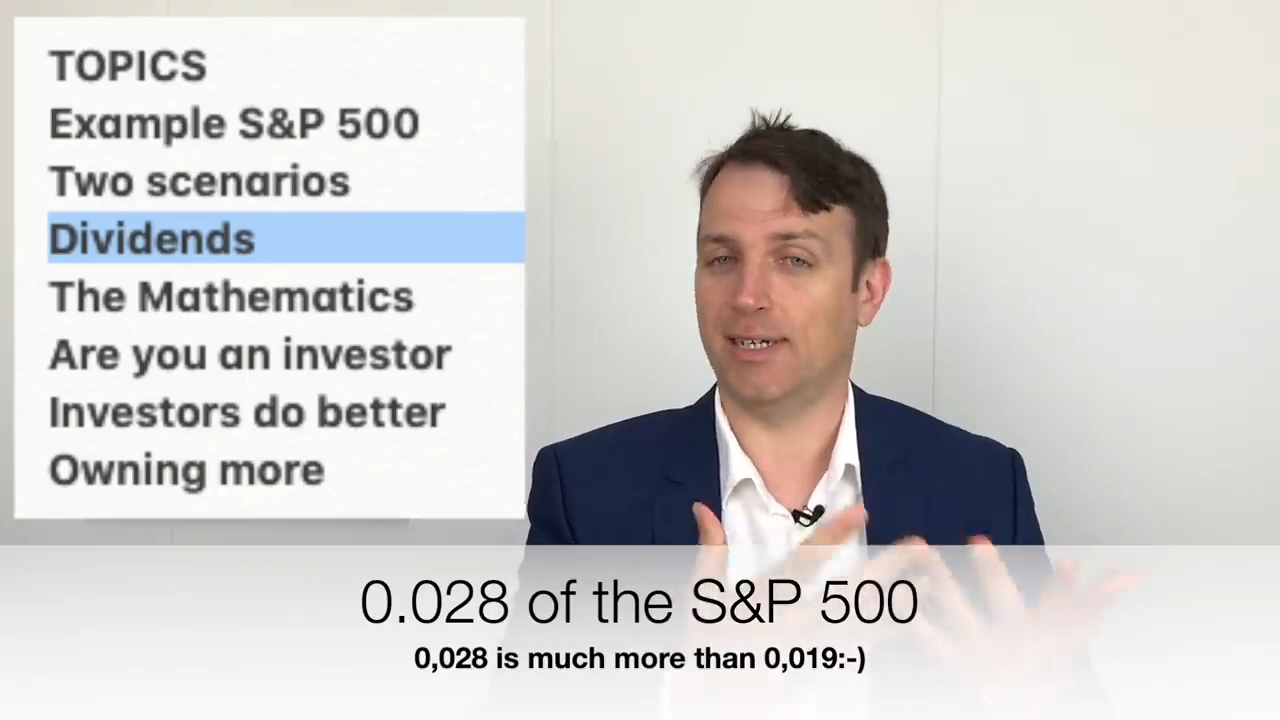 TOPICS
Example S&P 500
Two scenarios
Dividends
The Mathematics
Are you an investor
Investors do better
Owning more
0.028 of the S&P 500
0,028 is much more than 0,019:-)